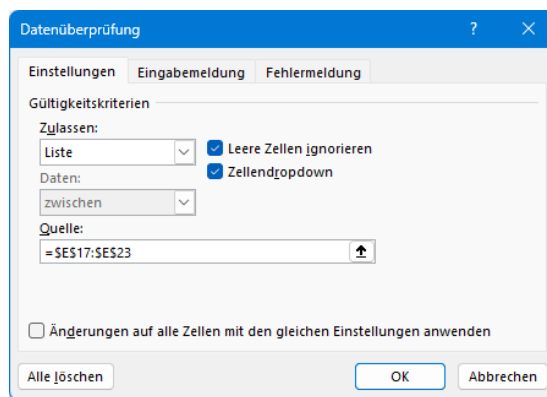 Datenüberprüfung
Einstellungen Eingabemeldung Fehlermeldung
Gültigkeitskriterien
Zulassen:
Liste
Leere Zellen ignorieren
Daten:
Zellendropdown
zwischen
Quelle:
=$E$17:$E$23
Änderungen auf alle Zellen mit den gleichen Einstellungen anwenden
Alle löschen OK Abbrechen